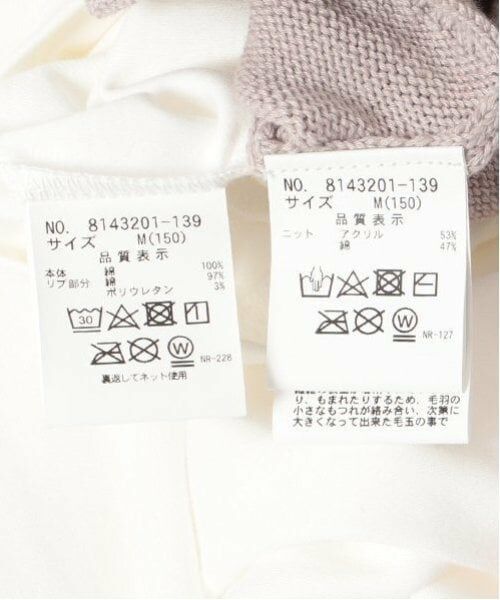 NO. 8143201-139
サイズ M(150)
品質表示
本体 綿 100%
リブ部分 綿 97%
ポリウレタン 3%
30
W
NR-228
裏返してネット使用
NO. 8143201-139
サイズ M(150)
品質表示
ニット アクリル 53%
綿 47%
W
NR-127
り、もまれたりするため、毛羽の
小さなもつれが絡み合い、次第に
大きくなって出来た毛玉の事で